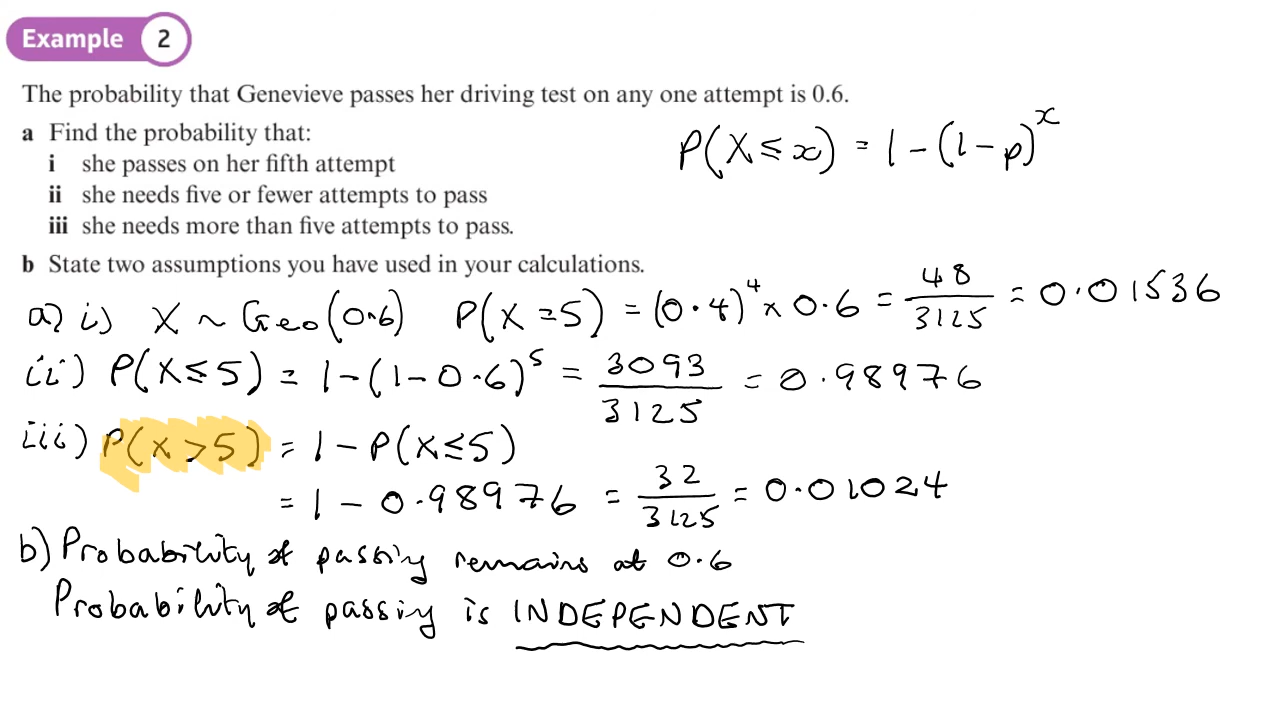 Example 2
The probability that Genevieve passes her driving test on any one attempt is 0.6.
a Find the probability that:
P(X ≤ x) = 1 - (1 - p)^x
i she passes on her fifth attempt
ii she needs five or fewer attempts to pass
iii she needs more than five attempts to pass.
b State two assumptions you have used in your calculations.
a) i) X ~ Geo(0.6) P(X = 5) = (0.4)^4 × 0.6 = 48/3125 = 0.01536
ii) P(X ≤ 5) = 1 - (1 - 0.6)^5 = 3093/3125 = 0.98976
iii) P(X > 5) = 1 - P(X ≤ 5)
= 1 - 0.98976 = 32/3125 = 0.01024
b) Probability of passing remains at 0.6
Probability of passing is INDEPENDENT